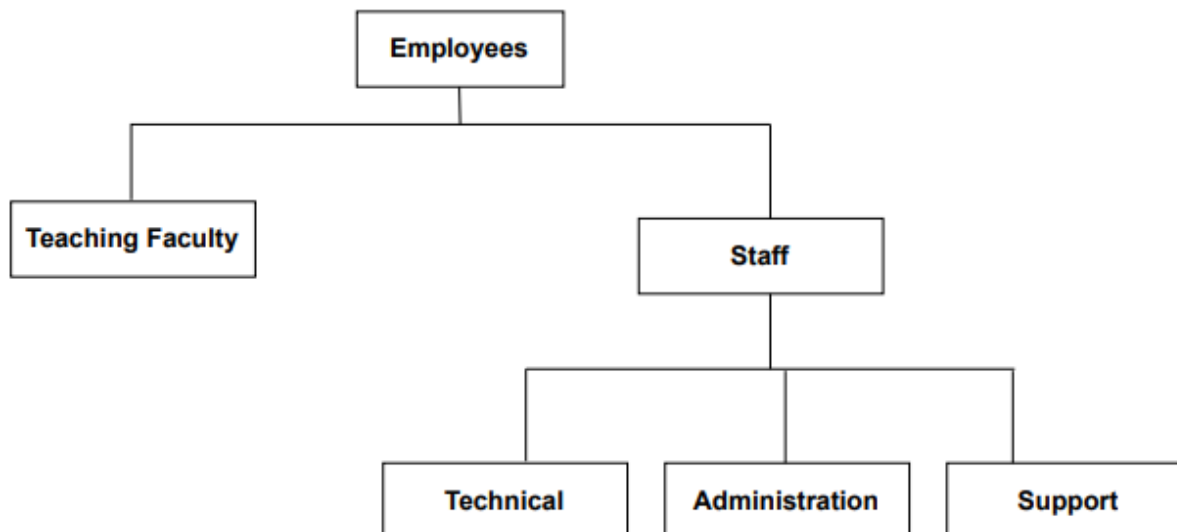 Employees
Teaching Faculty
Staff
Technical
Administration
Support